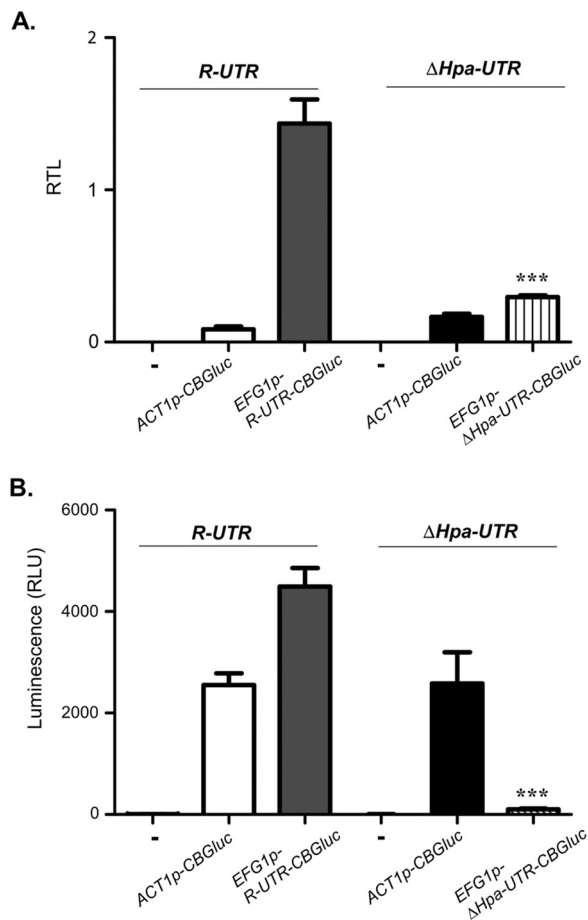 A.
2
1
0
RTL
R-UTR
ΔHpa-UTR
***
-
ACT1p-CBGluc
EFG1p-
R-UTR-CBGluc
-
ACT1p-CBGluc
EFG1p-
ΔHpa-UTR-CBGluc
B.
6000
4000
2000
0
Luminescence (RLU)
R-UTR
ΔHpa-UTR
***
-
ACT1p-CBGluc
EFG1p-
R-UTR-CBGluc
-
ACT1p-CBGluc
EFG1p-
ΔHpa-UTR-CBGluc